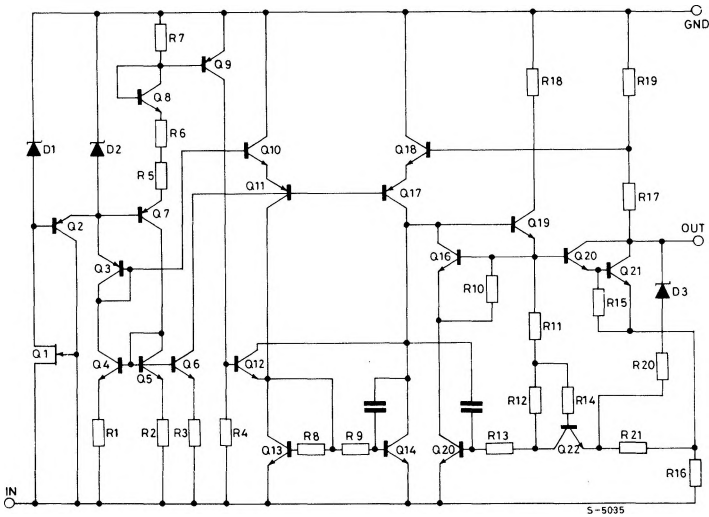 GND
R7
Q9
Q8
R18
R19
R6
D1
D2
Q10
Q18
R5
Q11
Q17
R17
Q2
Q7
Q19
OUT
Q3
Q16
Q20
Q21
R10
R15
D3
R11
Q1
Q4
Q5
Q6
Q12
R20
R12
R14
R1
R2
R3
R4
Q13
R8
R9
Q14
Q20
R13
Q22
R21
R16
IN
S-5035